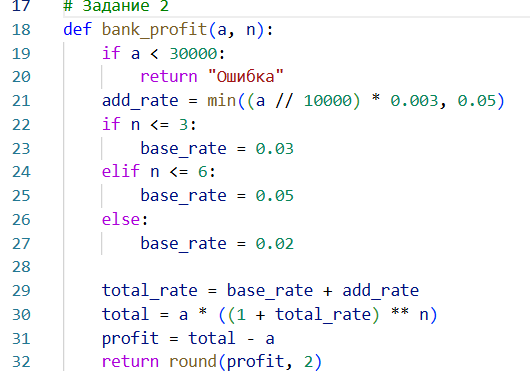 17 # Задание 2
18 def bank_profit(a, n):
19     if a < 30000:
20         return "Ошибка"
21     add_rate = min((a // 10000) * 0.003, 0.05)
22     if n <= 3:
23         base_rate = 0.03
24     elif n <= 6:
25         base_rate = 0.05
26     else:
27         base_rate = 0.02
28
29     total_rate = base_rate + add_rate
30     total = a * ((1 + total_rate) ** n)
31     profit = total - a
32     return round(profit, 2)